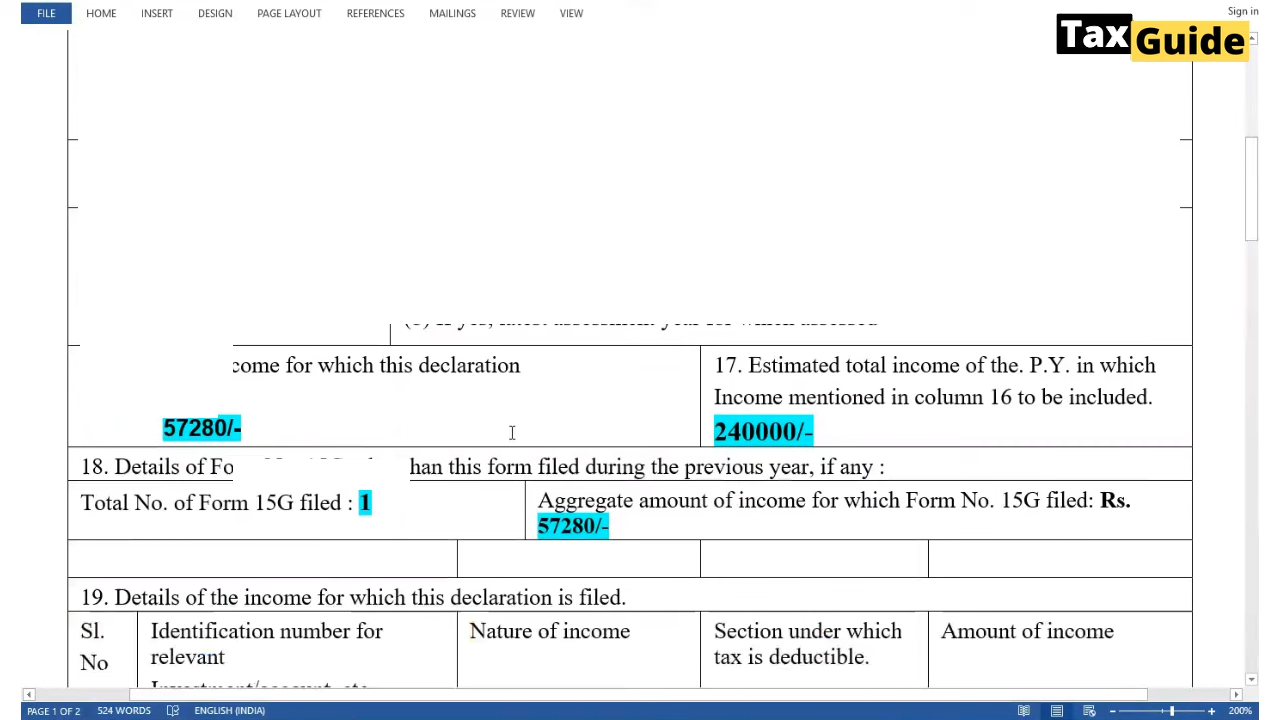 FILE HOME INSERT DESIGN PAGE LAYOUT REFERENCES MAILINGS REVIEW VIEW Sign in
Tax Guide
come for which this declaration
57280/-
17. Estimated total income of the. P.Y. in which
Income mentioned in column 16 to be included.
240000/-
18. Details of Fo han this form filed during the previous year, if any :
Total No. of Form 15G filed : 1
Aggregate amount of income for which Form No. 15G filed: Rs.
57280/-
19. Details of the income for which this declaration is filed.
Sl.
No
Identification number for
relevant
Nature of income
Section under which
tax is deductible.
Amount of income
PAGE 1 OF 2 524 WORDS ENGLISH (INDIA) 200%